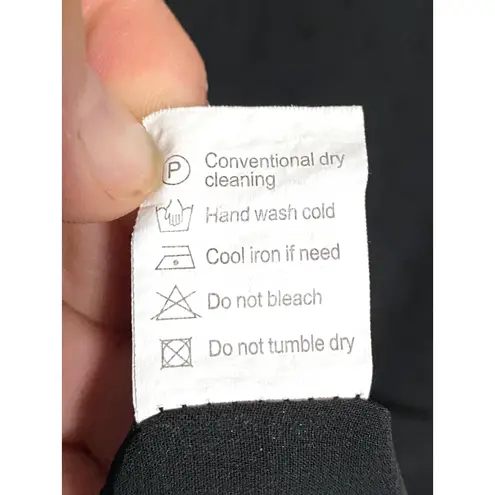 P Conventional dry
cleaning
Hand wash cold
Cool iron if need
Do not bleach
Do not tumble dry